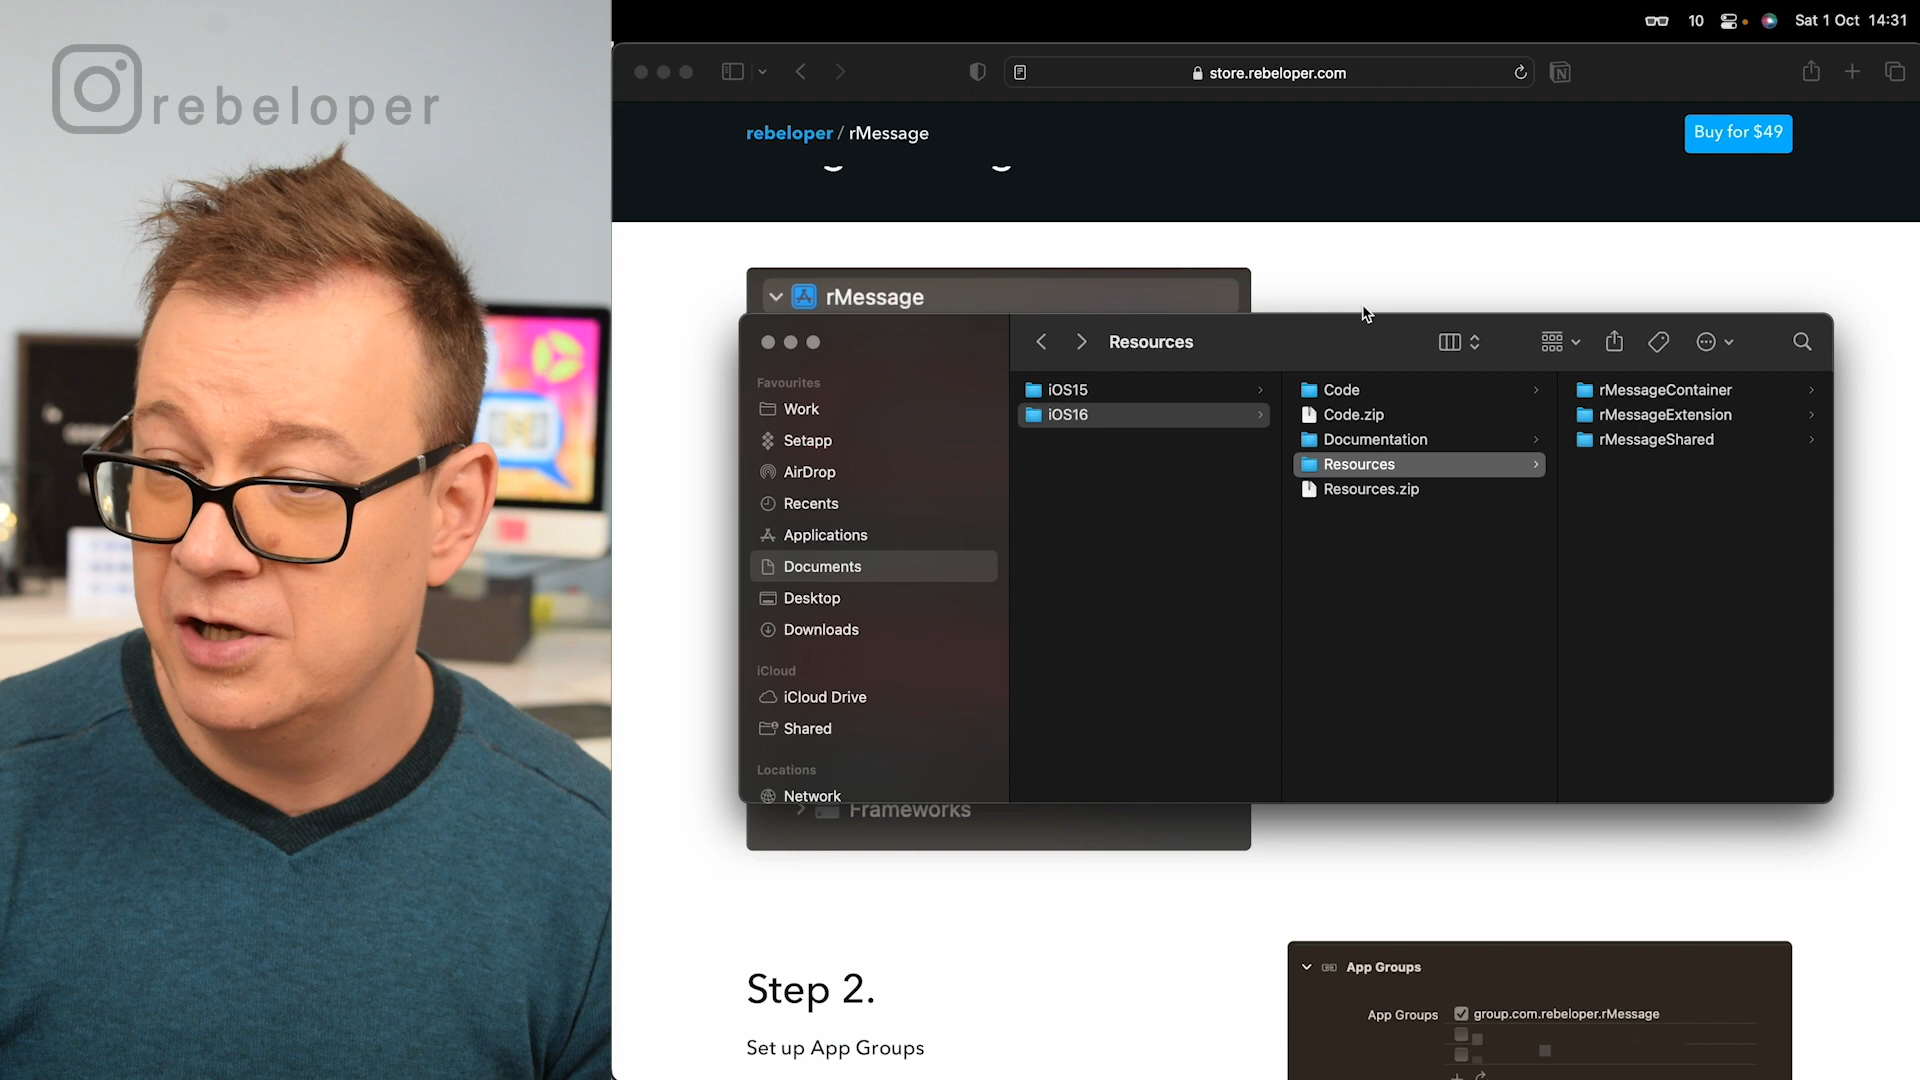 rebeloper
10
Sat 1 Oct 14:31
store.rebeloper.com
rebeloper / rMessage
Buy for $49
rMessage
Resources
Favourites
Work
Setapp
AirDrop
Recents
Applications
Documents
Desktop
Downloads
iCloud
iCloud Drive
Shared
Locations
Network
iOS15
iOS16
Code
Code.zip
Documentation
Resources
Resources.zip
rMessageContainer
rMessageExtension
rMessageShared
Frameworks
Step 2.
Set up App Groups
App Groups
App Groups
group.com.rebeloper.rMessage